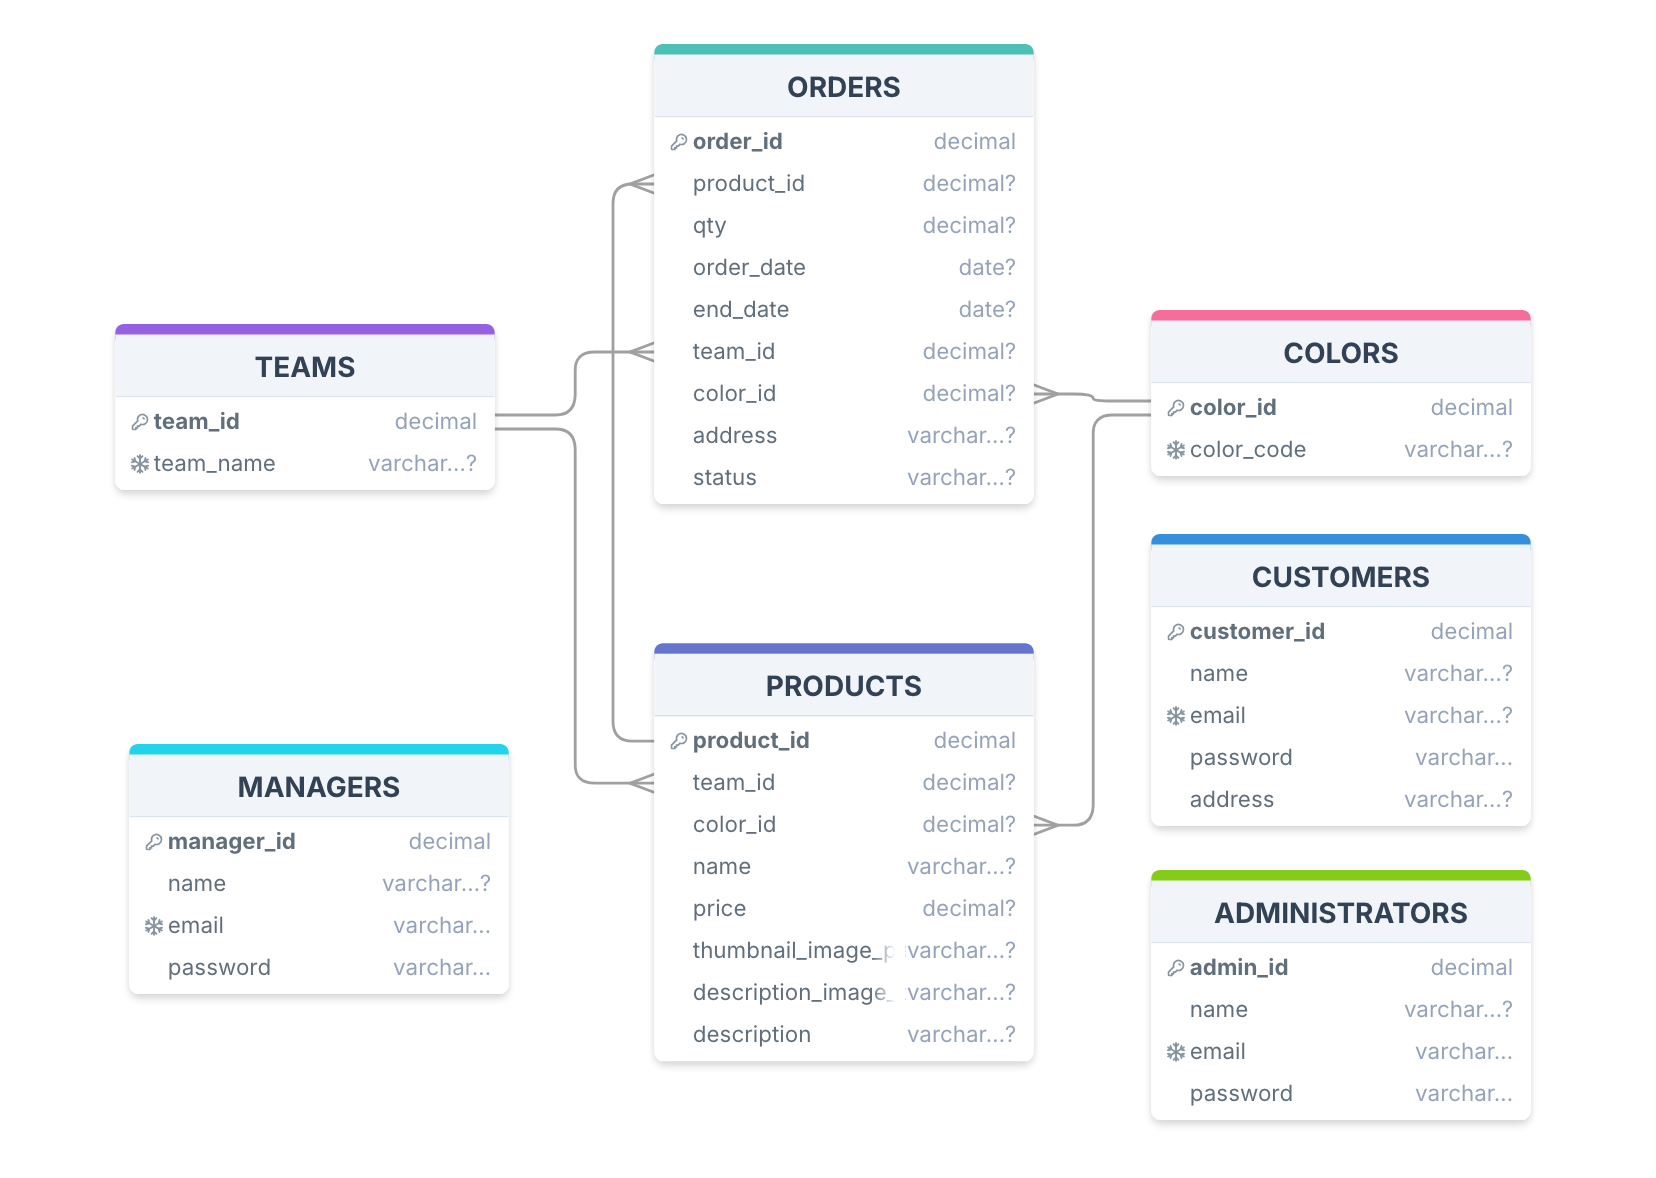 ORDERS
order_id decimal
product_id decimal?
qty decimal?
order_date date?
end_date date?
team_id decimal?
color_id decimal?
address varchar...?
status varchar...?
TEAMS
team_id decimal
team_name varchar...?
COLORS
color_id decimal
color_code varchar...?
CUSTOMERS
customer_id decimal
name varchar...?
email varchar...?
password varchar...
address varchar...?
PRODUCTS
product_id decimal
team_id decimal?
color_id decimal?
name varchar...?
price decimal?
thumbnail_image_p varchar...?
description_image_ varchar...?
description varchar...?
MANAGERS
manager_id decimal
name varchar...?
email varchar...
password varchar...
ADMINISTRATORS
admin_id decimal
name varchar...?
email varchar...
password varchar...